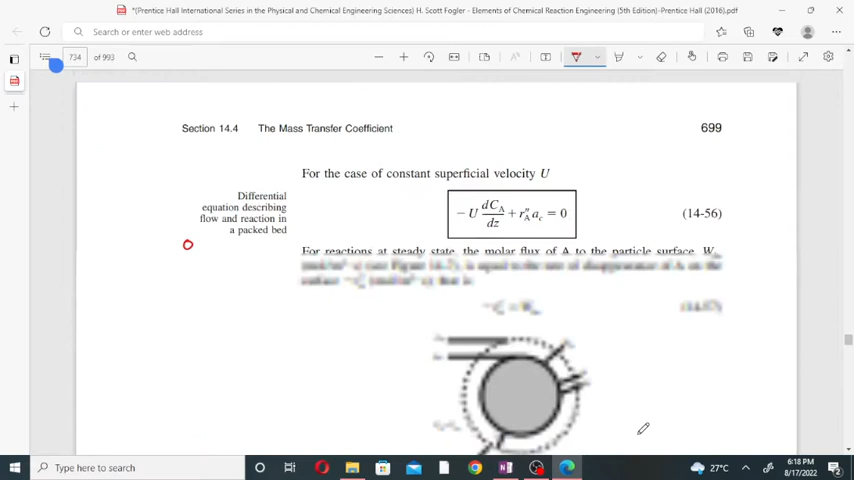 *(Prentice Hall International Series in the Physical and Chemical Engineering Sciences) H. Scott Fogler - Elements of Chemical Reaction Engineering (5th Edition)-Prentice Hall (2016).pdf
Search or enter web address
734 of 993
Section 14.4 The Mass Transfer Coefficient 699
For the case of constant superficial velocity U
Differential
equation describing
flow and reaction in
a packed bed
− U dC_A/dz + r″_A a_c = 0 (14-56)
For reactions at steady state, the molar flux of A to the particle surface,
Type here to search
27°C
6:18 PM
8/17/2022
2